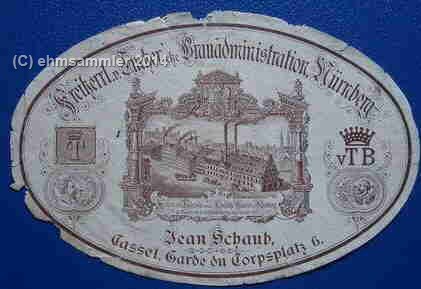 (C) ehmsammler 2014
Freiherrl. v. Tucher'sche Brauadministration, Nürnberg.
T
vTB
Jean Schaub,
Cassel, Garde du Corpsplatz 6.